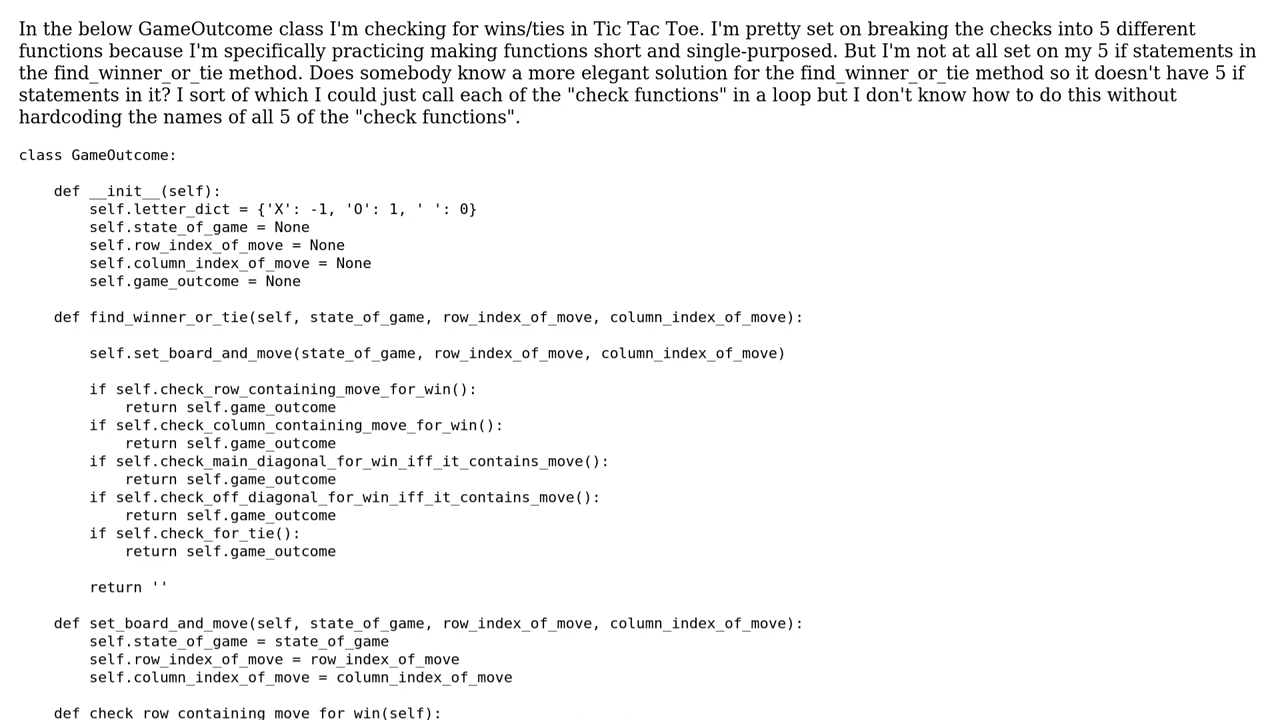 In the below GameOutcome class I'm checking for wins/ties in Tic Tac Toe. I'm pretty set on breaking the checks into 5 different
functions because I'm specifically practicing making functions short and single-purposed. But I'm not at all set on my 5 if statements in
the find_winner_or_tie method. Does somebody know a more elegant solution for the find_winner_or_tie method so it doesn't have 5 if
statements in it? I sort of which I could just call each of the "check functions" in a loop but I don't know how to do this without
hardcoding the names of all 5 of the "check functions".
class GameOutcome:
    def __init__(self):
        self.letter_dict = {'X': -1, 'O': 1, ' ': 0}
        self.state_of_game = None
        self.row_index_of_move = None
        self.column_index_of_move = None
        self.game_outcome = None
    def find_winner_or_tie(self, state_of_game, row_index_of_move, column_index_of_move):
        self.set_board_and_move(state_of_game, row_index_of_move, column_index_of_move)
        if self.check_row_containing_move_for_win():
            return self.game_outcome
        if self.check_column_containing_move_for_win():
            return self.game_outcome
        if self.check_main_diagonal_for_win_iff_it_contains_move():
            return self.game_outcome
        if self.check_off_diagonal_for_win_iff_it_contains_move():
            return self.game_outcome
        if self.check_for_tie():
            return self.game_outcome
        return ''
    def set_board_and_move(self, state_of_game, row_index_of_move, column_index_of_move):
        self.state_of_game = state_of_game
        self.row_index_of_move = row_index_of_move
        self.column_index_of_move = column_index_of_move
    def check_row_containing_move_for_win(self):